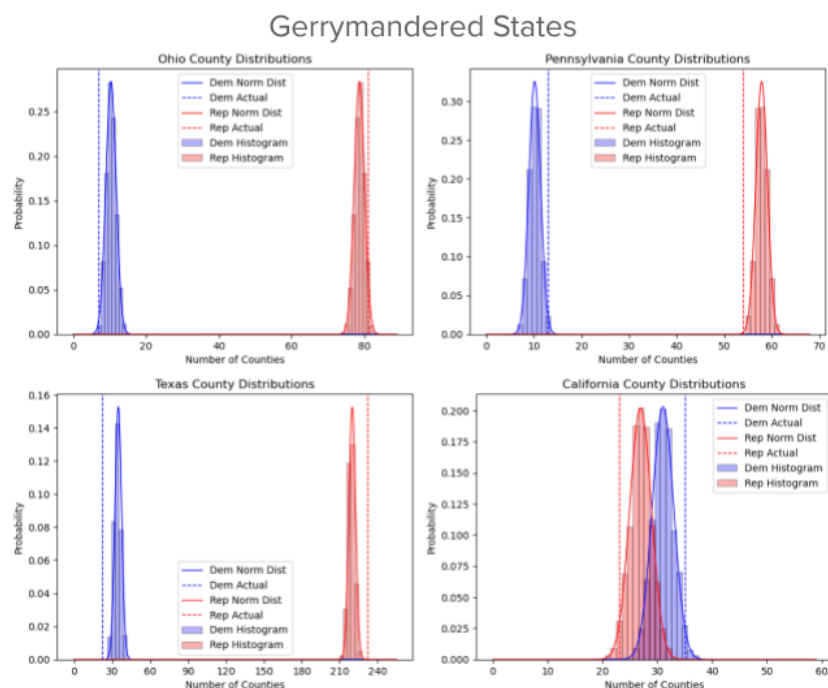 Gerrymandered States
Ohio County Distributions
Probability
0.25
0.20
0.15
0.10
0.05
0.00
Dem Norm Dist
Dem Actual
Rep Norm Dist
Rep Actual
Dem Histogram
Rep Histogram
0 20 40 60 80
Number of Counties
Pennsylvania County Distributions
Probability
0.30
0.25
0.20
0.15
0.10
0.05
0.00
Dem Norm Dist
Dem Actual
Rep Norm Dist
Rep Actual
Dem Histogram
Rep Histogram
0 10 20 30 40 50 60 70
Number of Counties
Texas County Distributions
Probability
0.16
0.14
0.12
0.10
0.08
0.06
0.04
0.02
0.00
Dem Norm Dist
Dem Actual
Rep Norm Dist
Rep Actual
Dem Histogram
Rep Histogram
0 30 60 90 120 150 180 210 240
Number of Counties
California County Distributions
Probability
0.200
0.175
0.150
0.125
0.100
0.075
0.050
0.025
0.000
Dem Norm Dist
Dem Actual
Rep Norm Dist
Rep Actual
Dem Histogram
Rep Histogram
0 10 20 30 40 50 60
Number of Counties